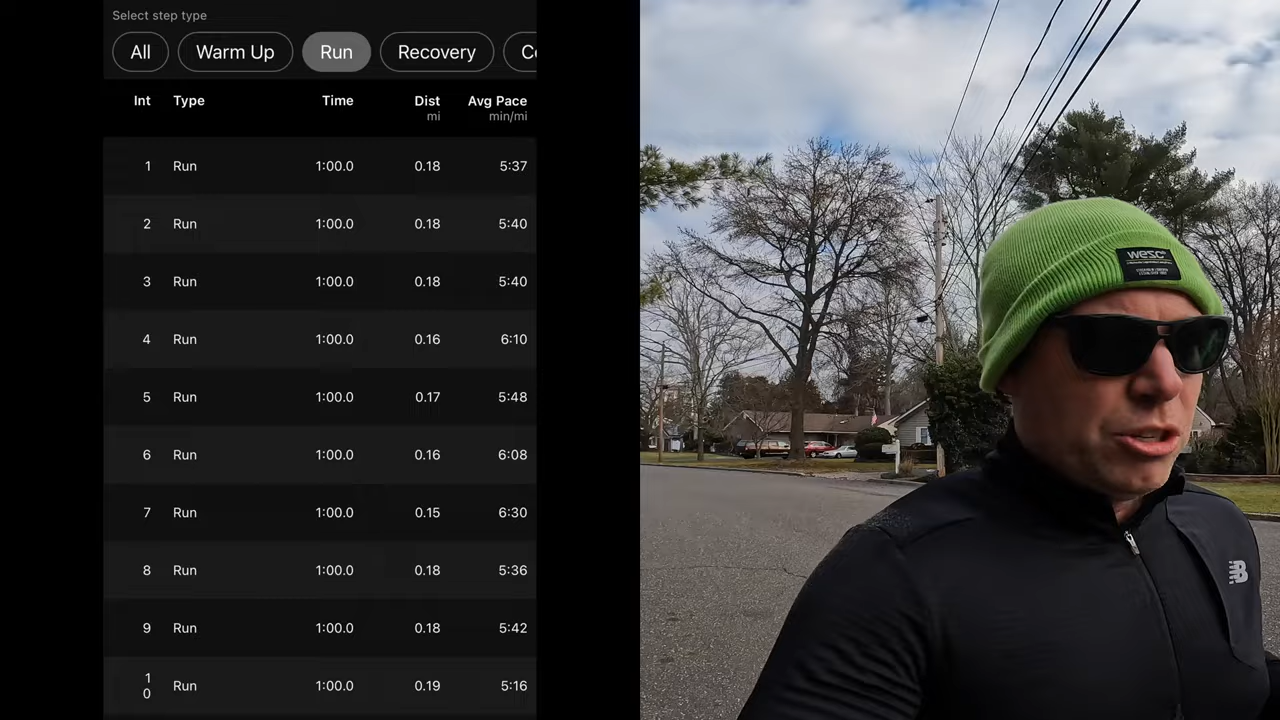 Select step type
All Warm Up Run Recovery Co
Int Type Time Dist Avg Pace
mi min/mi
1 Run 1:00.0 0.18 5:37
2 Run 1:00.0 0.18 5:40
3 Run 1:00.0 0.18 5:40
4 Run 1:00.0 0.16 6:10
5 Run 1:00.0 0.17 5:48
6 Run 1:00.0 0.16 6:08
7 Run 1:00.0 0.15 6:30
8 Run 1:00.0 0.18 5:36
9 Run 1:00.0 0.18 5:42
10 Run 1:00.0 0.19 5:16
wesc
NB